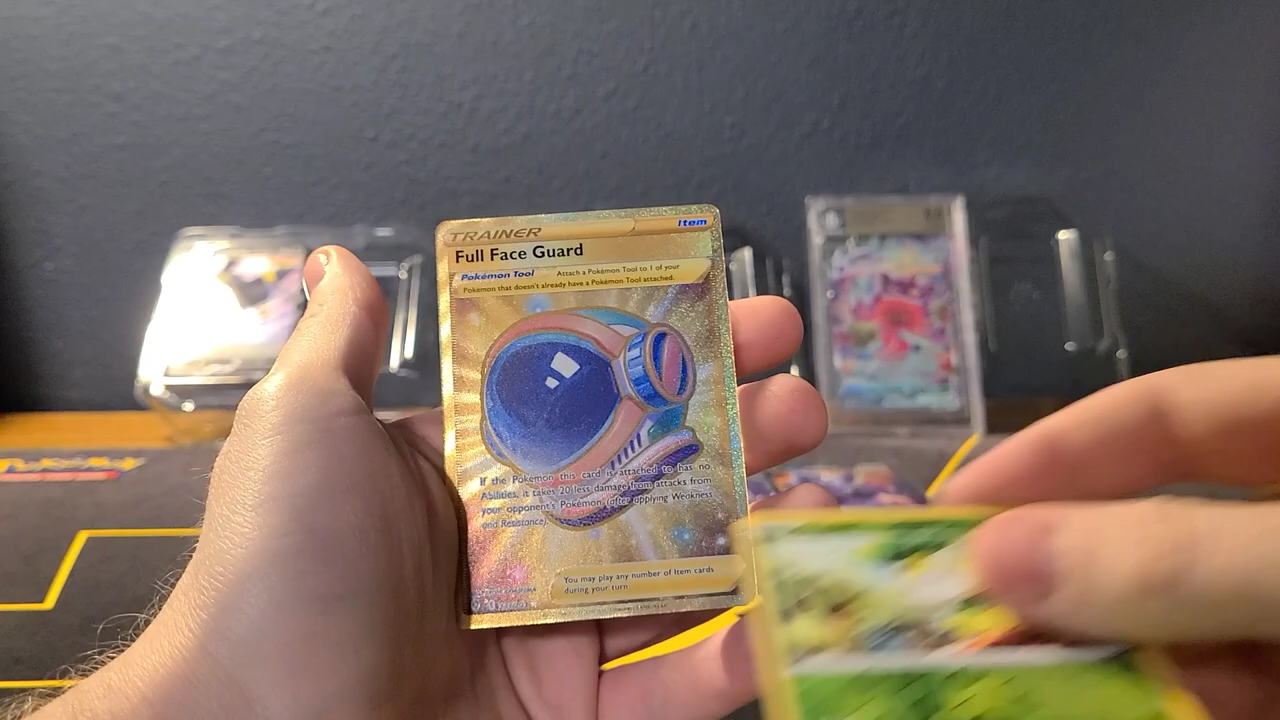 TRAINER
Item
Full Face Guard
Pokémon Tool Attach a Pokémon Tool to 1 of your
Pokémon that doesn't already have a Pokémon Tool attached.
If the Pokémon this card is attached to has no
Abilities, it takes 20 less damage from attacks from
your opponent's Pokémon (after applying Weakness
and Resistance).
You may play any number of Item cards
during your turn
POKÉMON